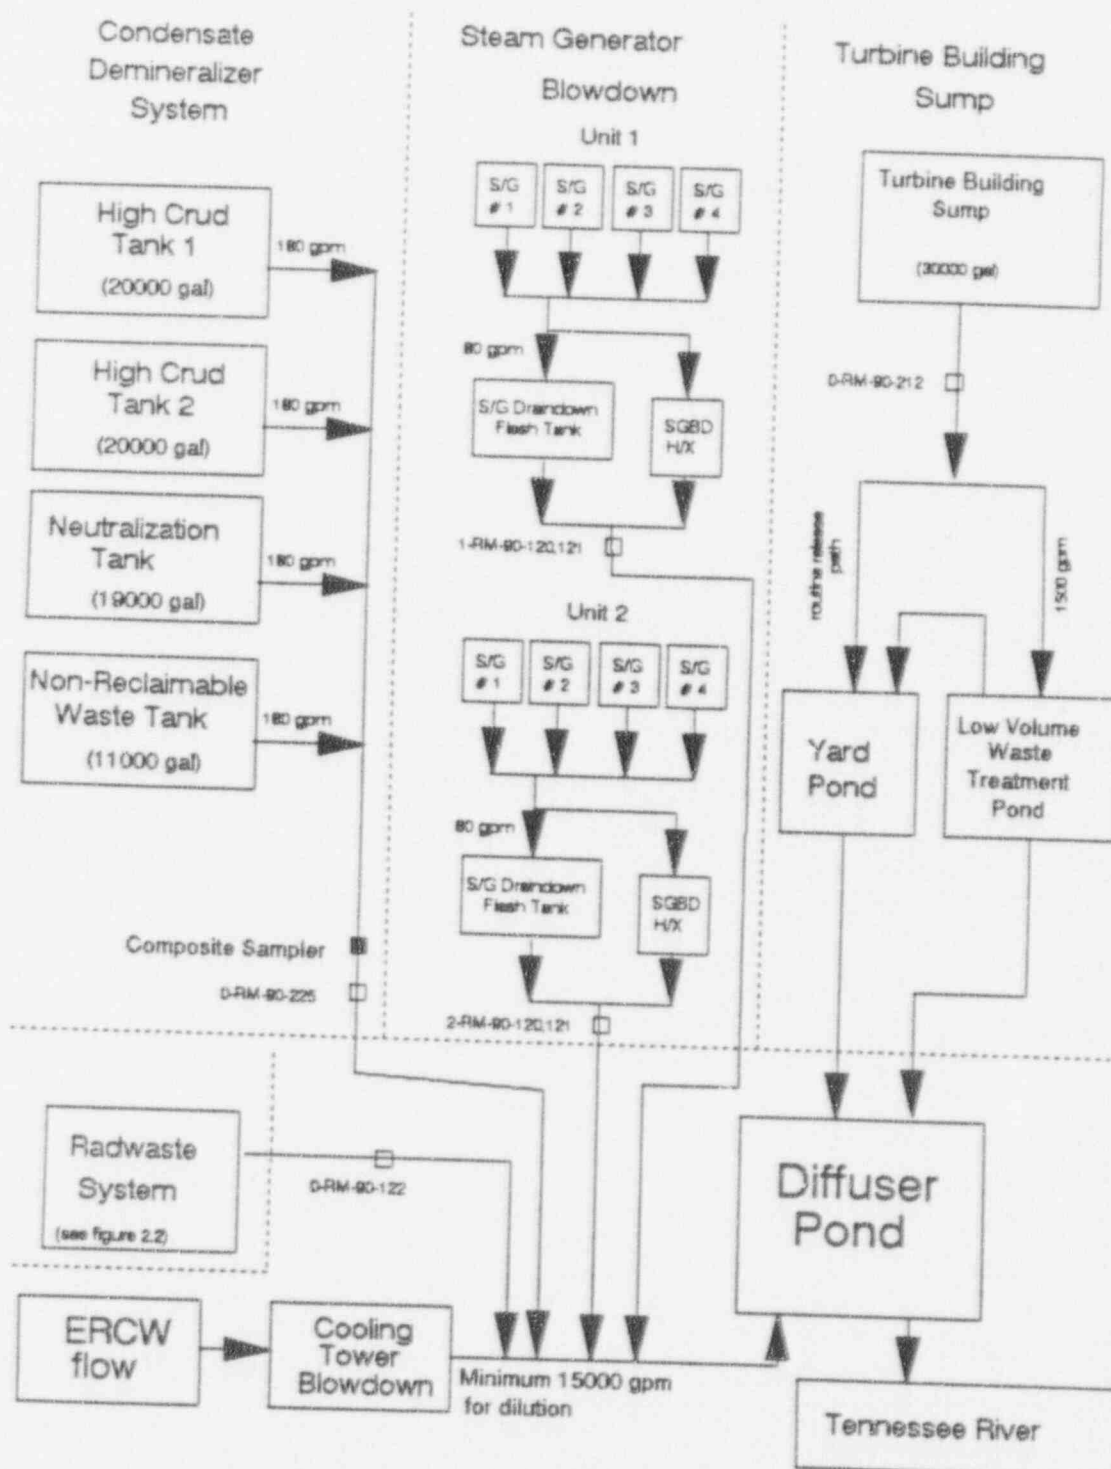 Condensate
Demineralizer
System
High Crud
Tank 1
(20000 gal)
180 gpm
High Crud
Tank 2
(20000 gal)
180 gpm
Neutralization
Tank
(19000 gal)
180 gpm
Non-Reclaimable
Waste Tank
(11000 gal)
180 gpm
Composite Sampler
0-RM-90-225
Steam Generator
Blowdown
Unit 1
S/G
# 1
S/G
# 2
S/G
# 3
S/G
# 4
80 gpm
S/G Draindown
Flash Tank
SGBD
H/X
1-RM-90-120,121
Unit 2
S/G
# 1
S/G
# 2
S/G
# 3
S/G
# 4
80 gpm
S/G Draindown
Flash Tank
SGBD
H/X
2-RM-90-120,121
Turbine Building
Sump
Turbine Building
Sump
(30000 gal)
0-RM-90-212
routine release
path
1500 gpm
Yard
Pond
Low Volume
Waste
Treatment
Pond
Radwaste
System
(see figure 2.2)
0-RM-90-122
Diffuser
Pond
ERCW
flow
Cooling
Tower
Blowdown
Minimum 15000 gpm
for dilution
Tennessee River